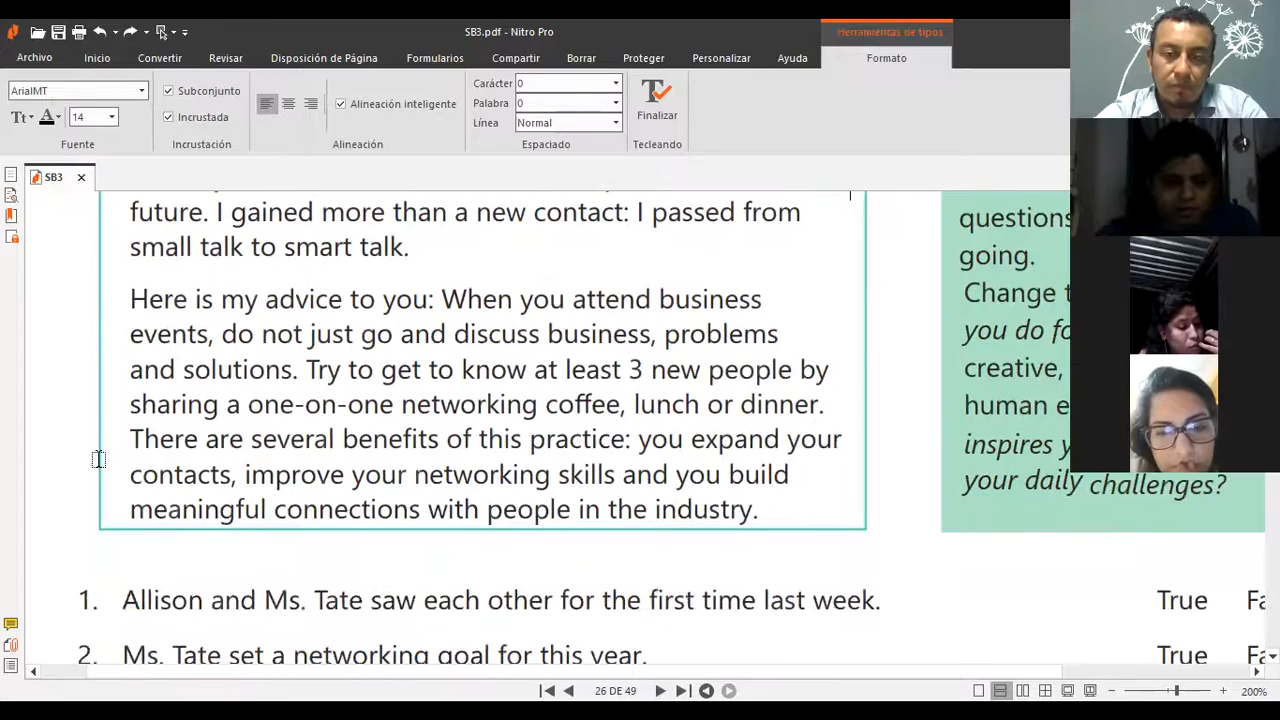 SB3.pdf - Nitro Pro
Herramientas de tipos
Archivo
Inicio
Convertir
Revisar
Disposición de Página
Formularios
Compartir
Borrar
Proteger
Personalizar
Ayuda
Formato
ArialMT
Tt
A
14
Fuente
Subconjunto
Incrustada
Incrustación
Alineación inteligente
Alineación
Carácter 0
Palabra 0
Línea Normal
Espaciado
Finalizar
Tecleando
SB3
future. I gained more than a new contact: I passed from
small talk to smart talk.
Here is my advice to you: When you attend business
events, do not just go and discuss business, problems
and solutions. Try to get to know at least 3 new people by
sharing a one-on-one networking coffee, lunch or dinner.
There are several benefits of this practice: you expand your
contacts, improve your networking skills and you build
meaningful connections with people in the industry.
questions
going.
Change
you do
creative,
human
inspires
your daily challenges?
1. Allison and Ms. Tate saw each other for the first time last week. True
2. Ms. Tate set a networking goal for this year. True
26 DE 49
200%